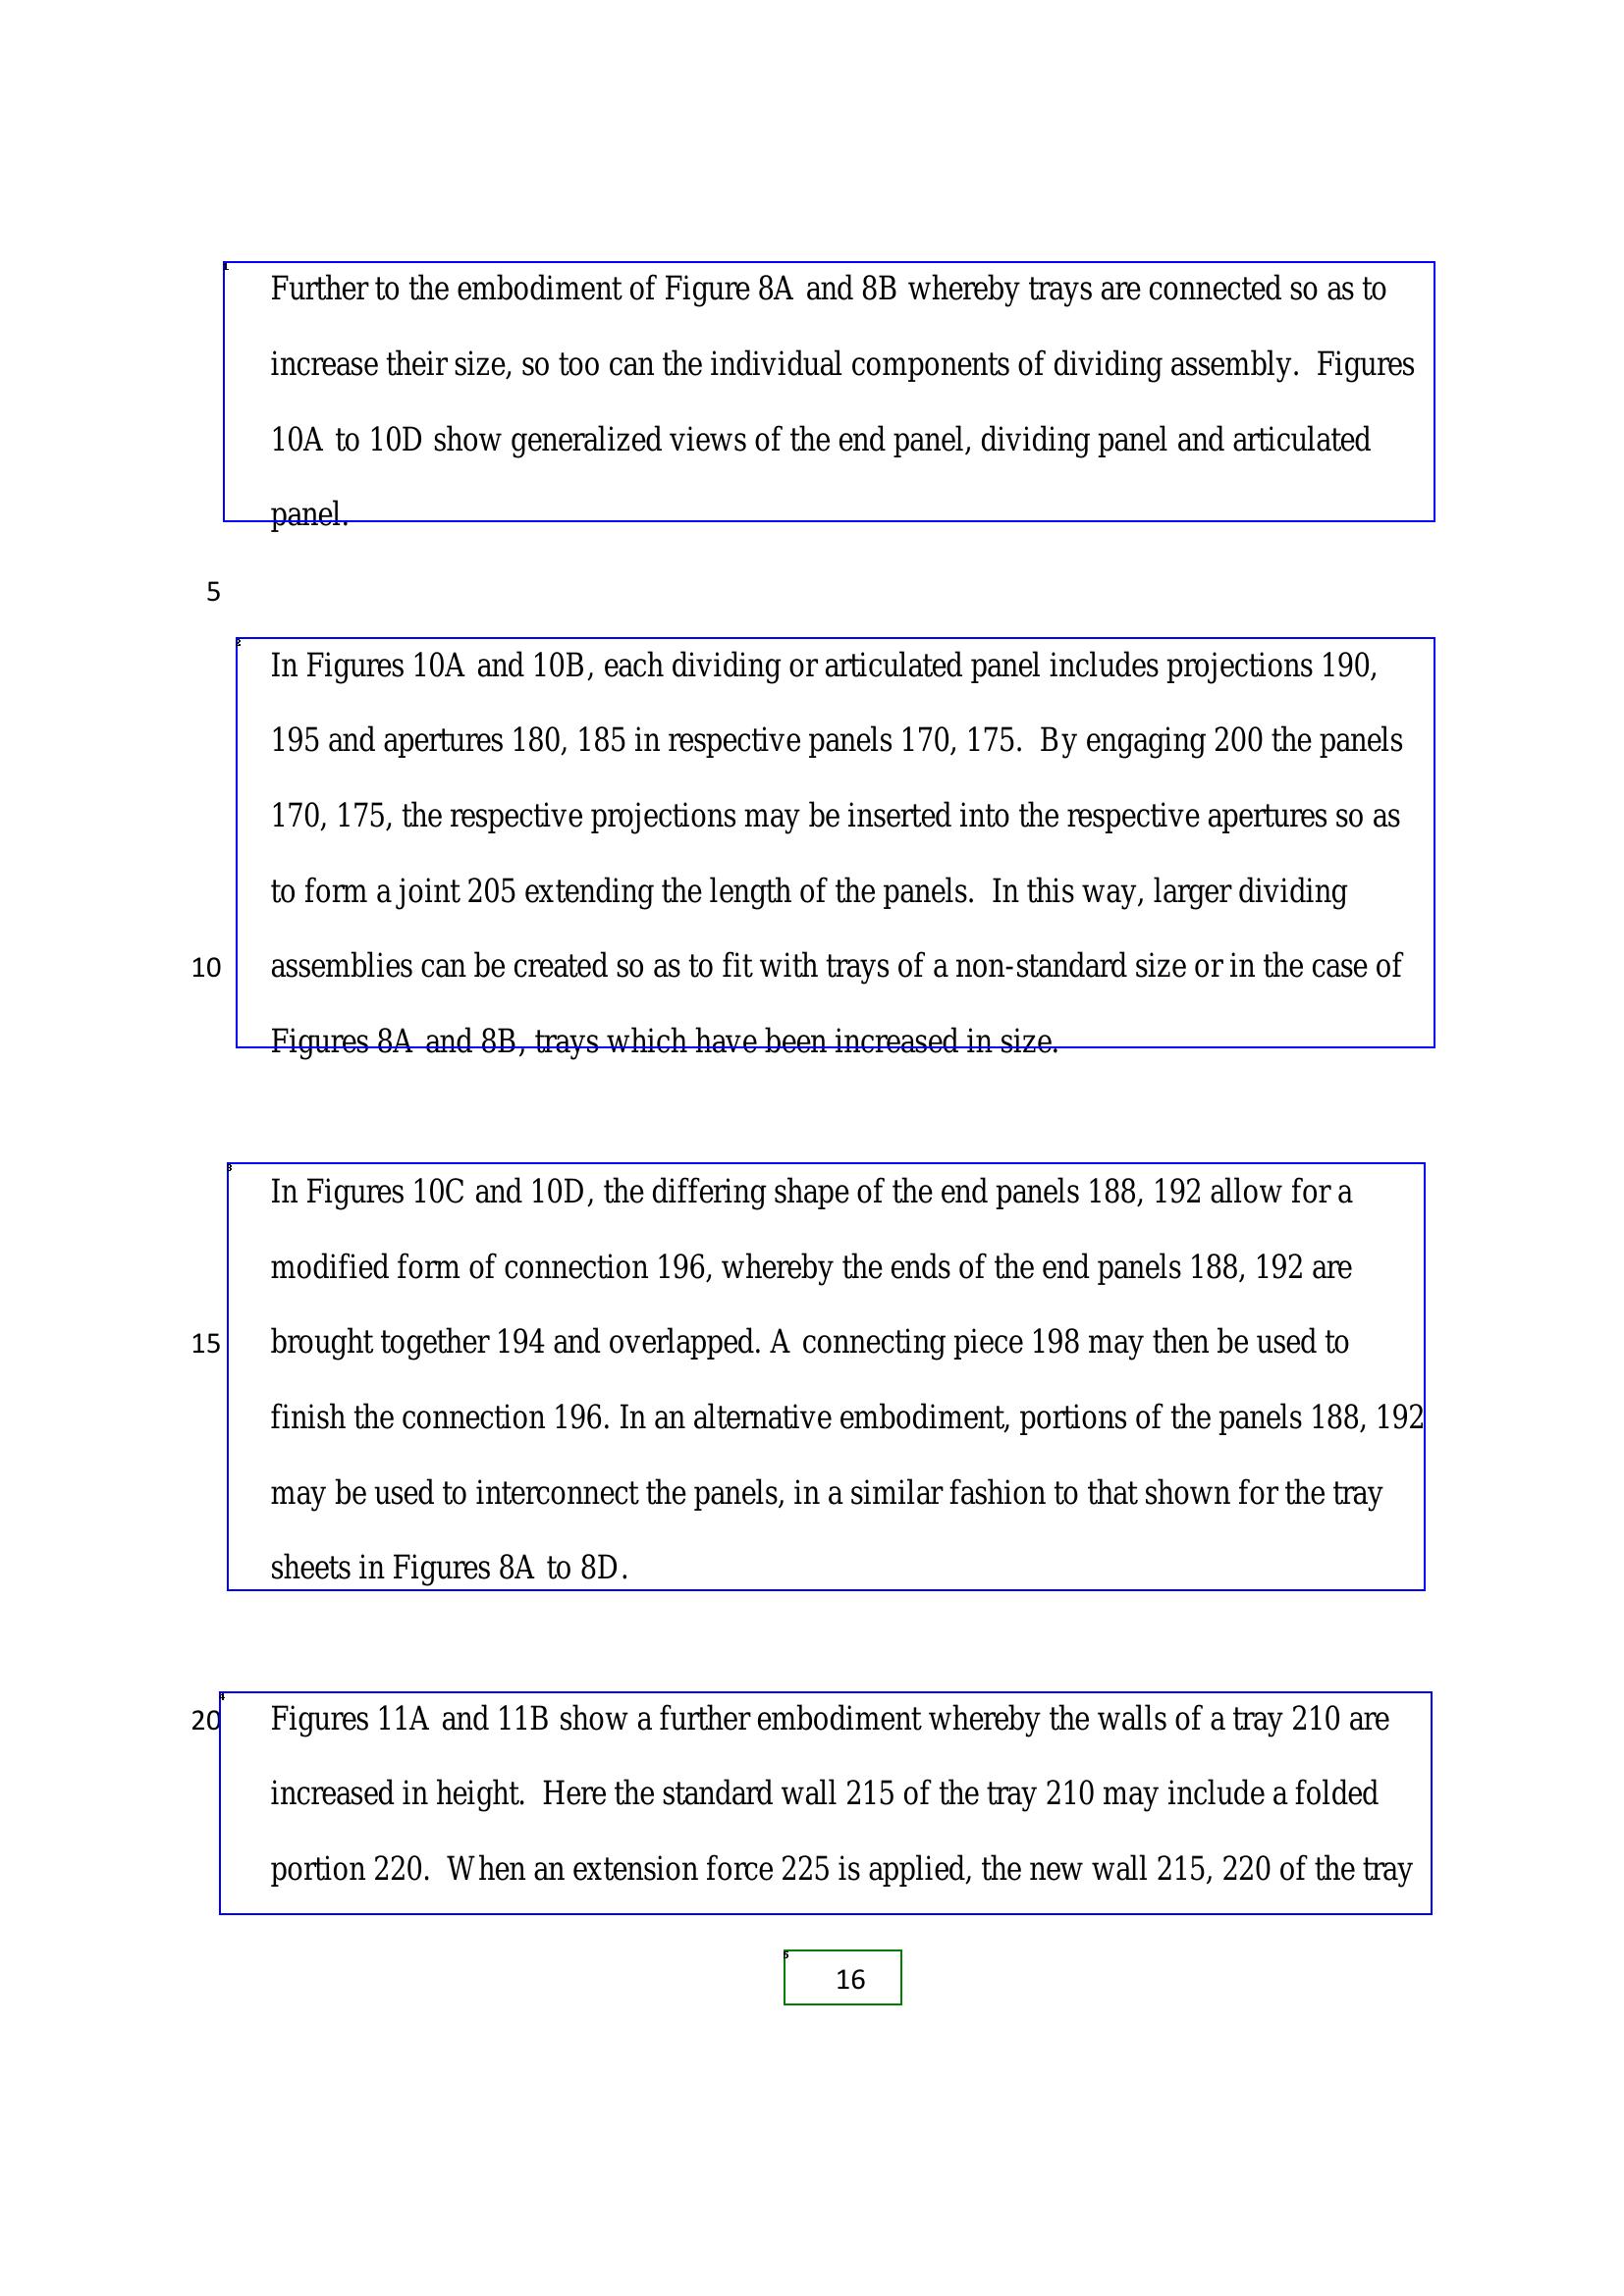 Further to the embodiment of Figure 8A and 8B whereby trays are connected so as to
increase their size, so too can the individual components of dividing assembly.  Figures
10A to 10D show generalized views of the end panel, dividing panel and articulated
panel.
5
In Figures 10A and 10B, each dividing or articulated panel includes projections 190,
195 and apertures 180, 185 in respective panels 170, 175.  By engaging 200 the panels
170, 175, the respective projections may be inserted into the respective apertures so as
to form a joint 205 extending the length of the panels.  In this way, larger dividing
10 assemblies can be created so as to fit with trays of a non-standard size or in the case of
Figures 8A and 8B, trays which have been increased in size.
In Figures 10C and 10D, the differing shape of the end panels 188, 192 allow for a
modified form of connection 196, whereby the ends of the end panels 188, 192 are
15 brought together 194 and overlapped. A connecting piece 198 may then be used to
finish the connection 196. In an alternative embodiment, portions of the panels 188, 192
may be used to interconnect the panels, in a similar fashion to that shown for the tray
sheets in Figures 8A to 8D.
20 Figures 11A and 11B show a further embodiment whereby the walls of a tray 210 are
increased in height.  Here the standard wall 215 of the tray 210 may include a folded
portion 220.  When an extension force 225 is applied, the new wall 215, 220 of the tray
16